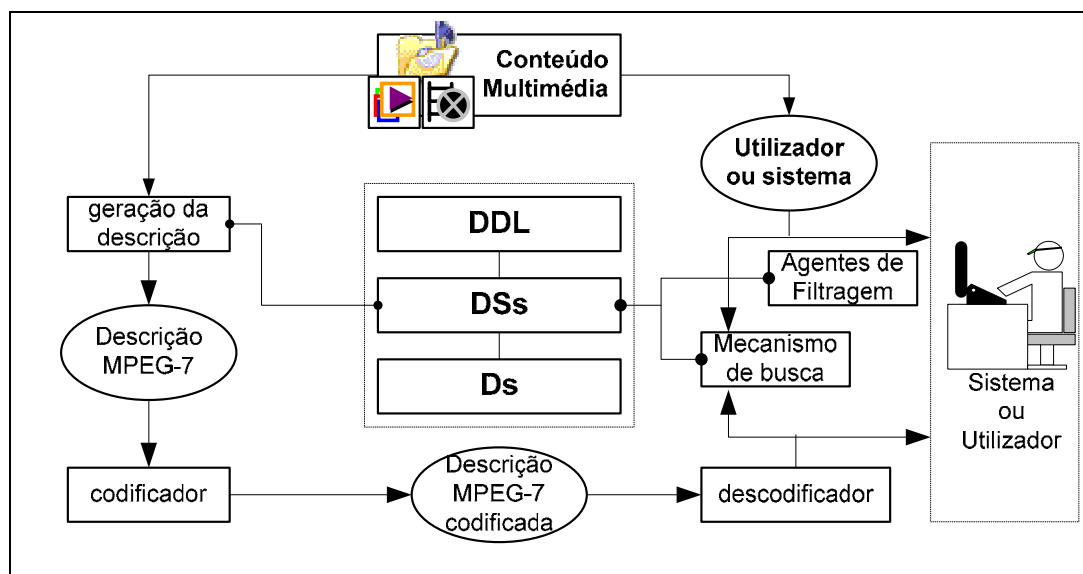 Conteúdo
Multimédia
Utilizador
ou sistema
geração da
descrição
DDL
Agentes de
Filtragem
DSs
Descrição
MPEG-7
Mecanismo
de busca
Ds
Sistema
ou
Utilizador
codificador
Descrição
MPEG-7
codificada
descodificador